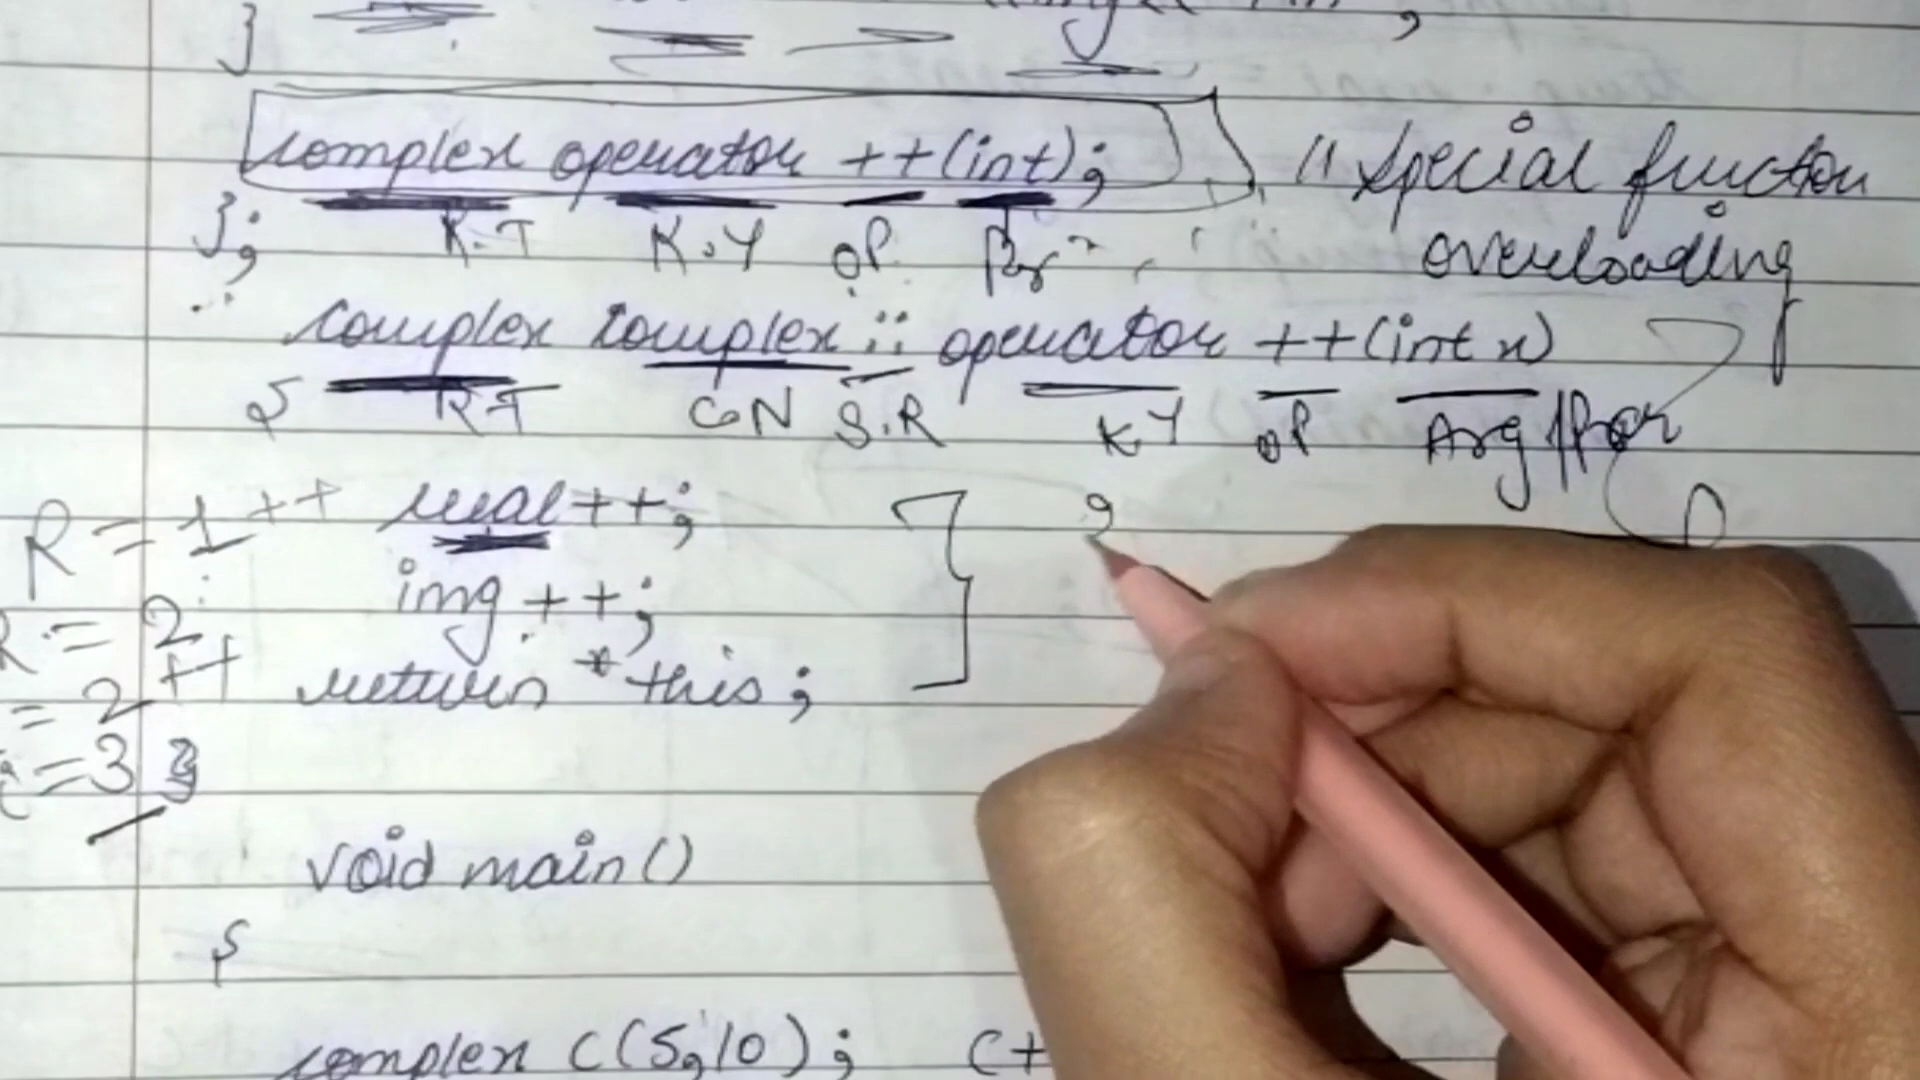 }
complex operator ++(int); // special function
R.T K.Y OP Par
}; overloading
complex complex :: operator ++(int x)
{ R.T C.N S.R K.Y OP Arg/Par
R = 1++ real++;
img ++;
R = 2
= 2++ return *this;
i = 3 }
void main()
{
complex C(5,10); C+